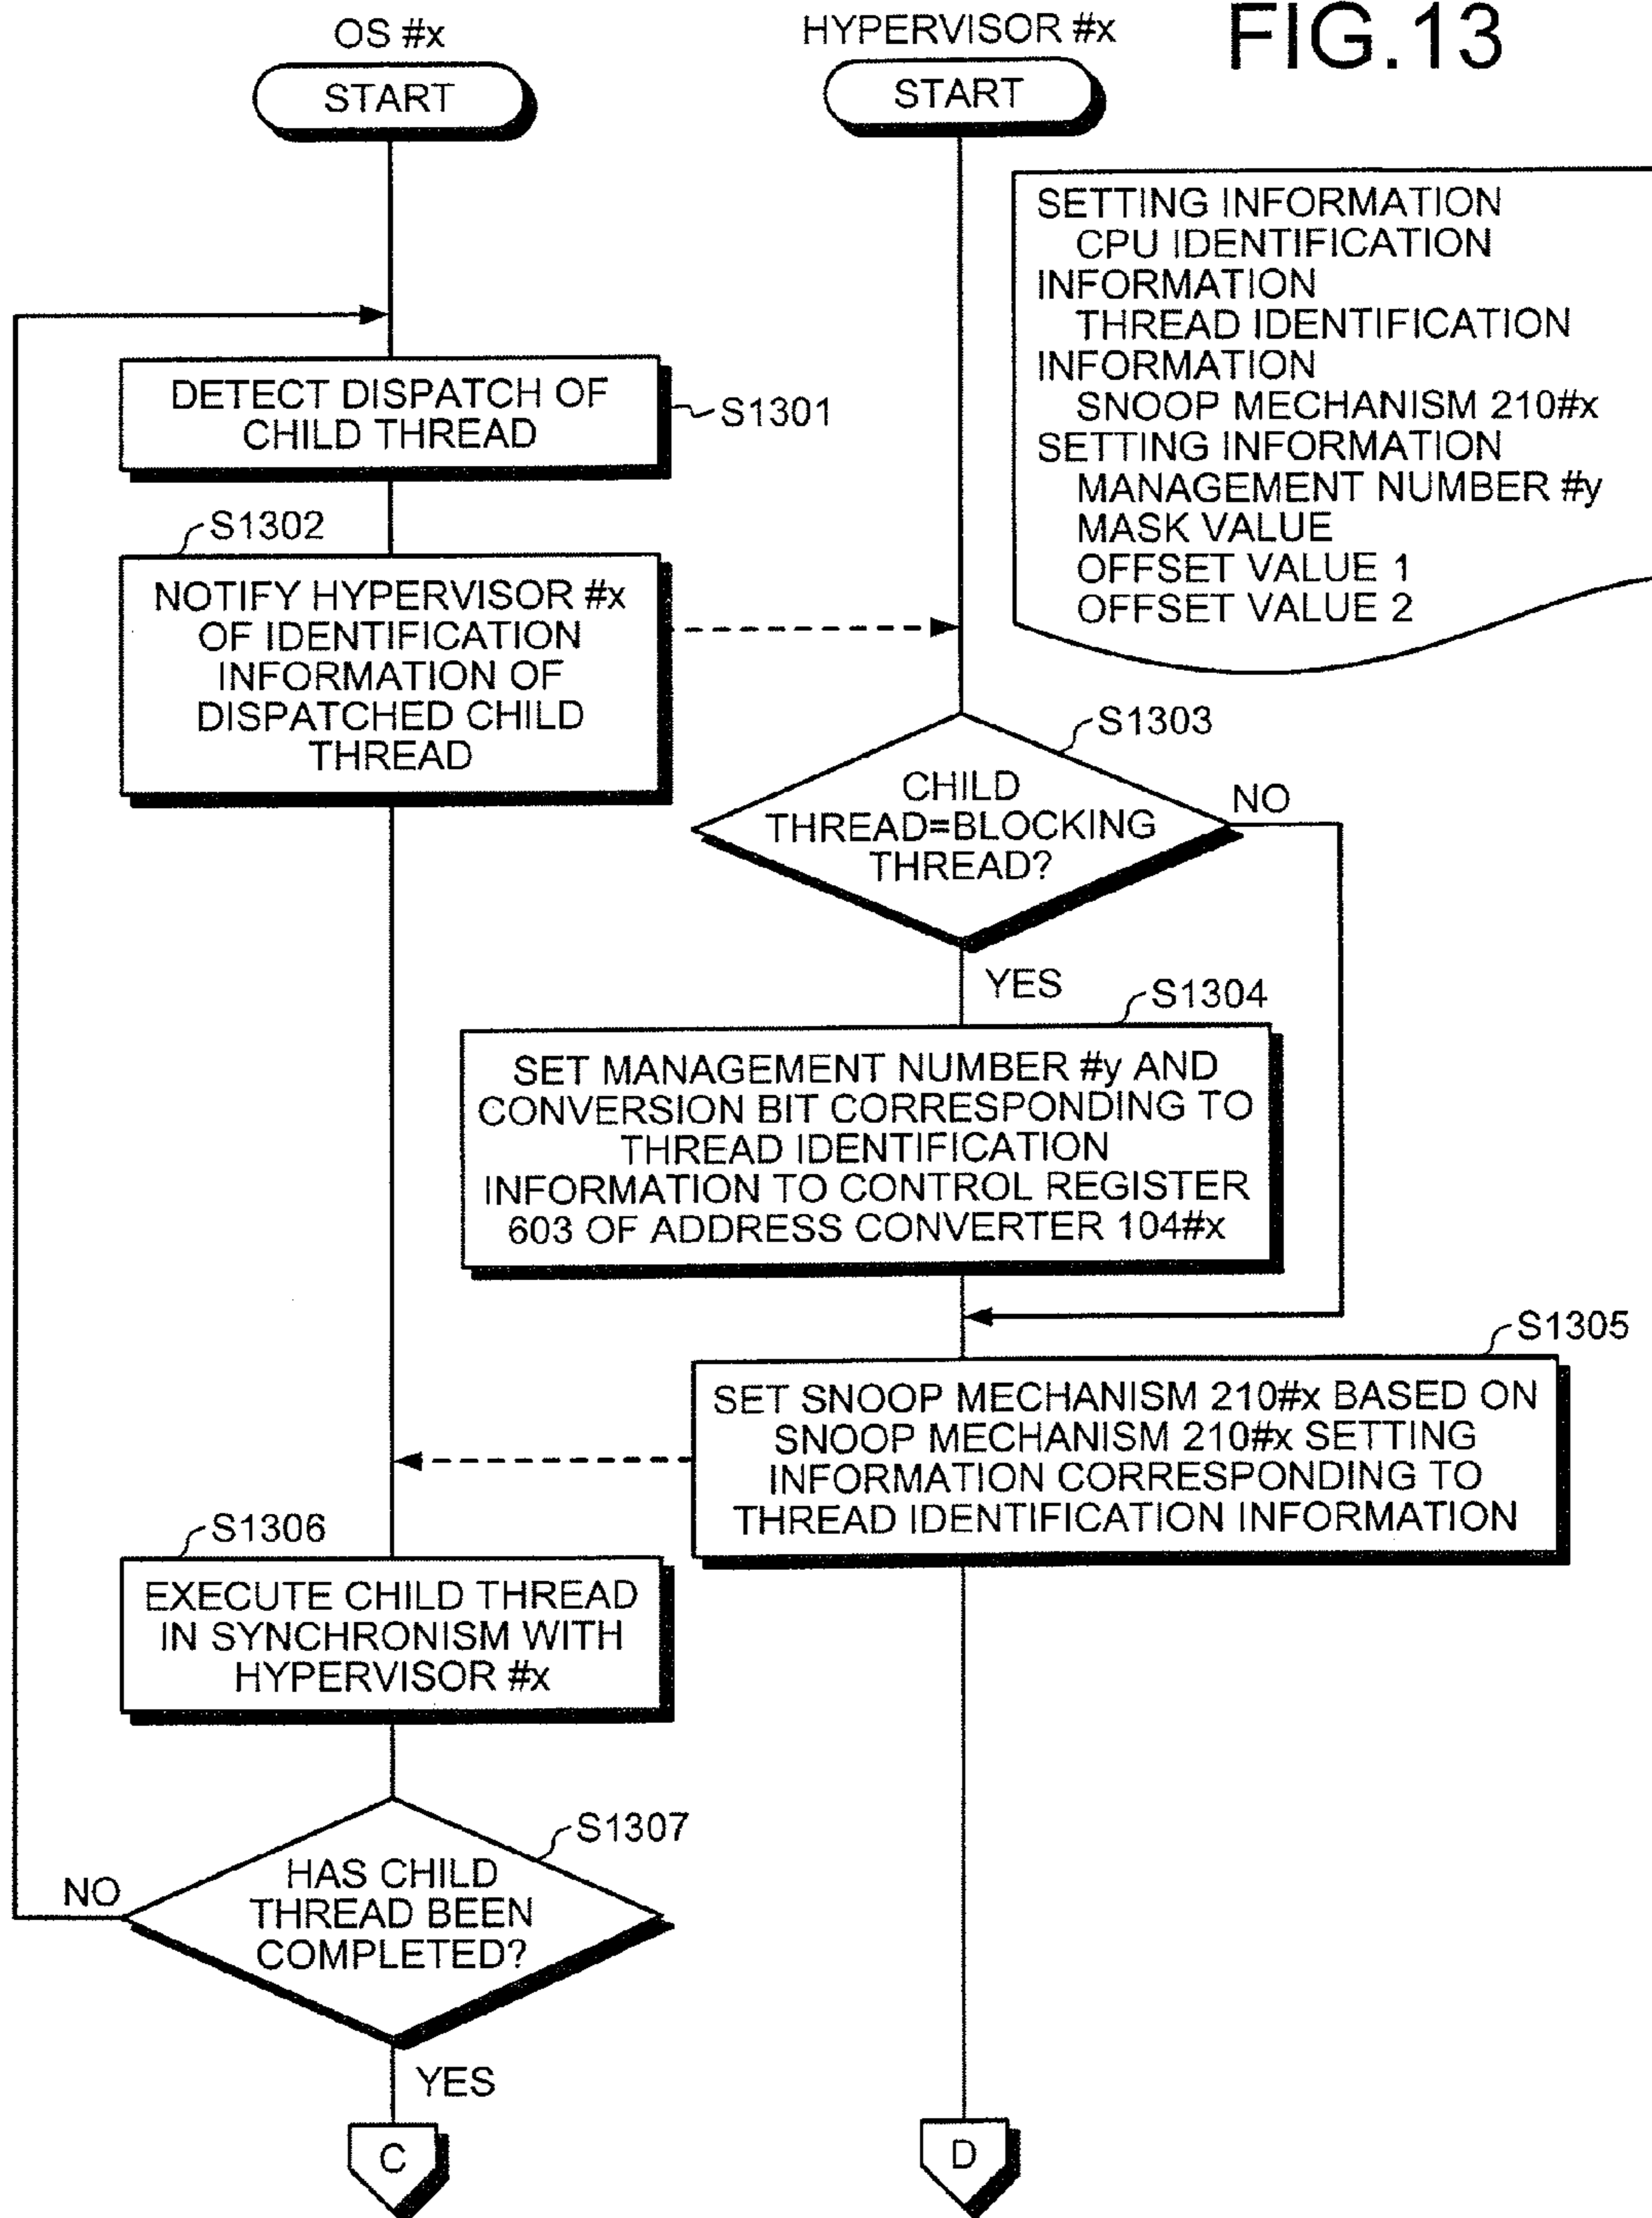 FIG.13
OS #x
HYPERVISOR #x
START
START
SETTING INFORMATION
CPU IDENTIFICATION
INFORMATION
THREAD IDENTIFICATION
INFORMATION
SNOOP MECHANISM 210#x
SETTING INFORMATION
MANAGEMENT NUMBER #y
MASK VALUE
OFFSET VALUE 1
OFFSET VALUE 2
DETECT DISPATCH OF
CHILD THREAD
S1301
S1302
NOTIFY HYPERVISOR #x
OF IDENTIFICATION
INFORMATION OF
DISPATCHED CHILD
THREAD
S1303
CHILD
THREAD=BLOCKING
THREAD?
NO
YES
S1304
SET MANAGEMENT NUMBER #y AND
CONVERSION BIT CORRESPONDING TO
THREAD IDENTIFICATION
INFORMATION TO CONTROL REGISTER
603 OF ADDRESS CONVERTER 104#x
S1305
SET SNOOP MECHANISM 210#x BASED ON
SNOOP MECHANISM 210#x SETTING
INFORMATION CORRESPONDING TO
THREAD IDENTIFICATION INFORMATION
S1306
EXECUTE CHILD THREAD
IN SYNCHRONISM WITH
HYPERVISOR #x
S1307
HAS CHILD
THREAD BEEN
COMPLETED?
NO
YES
C
D